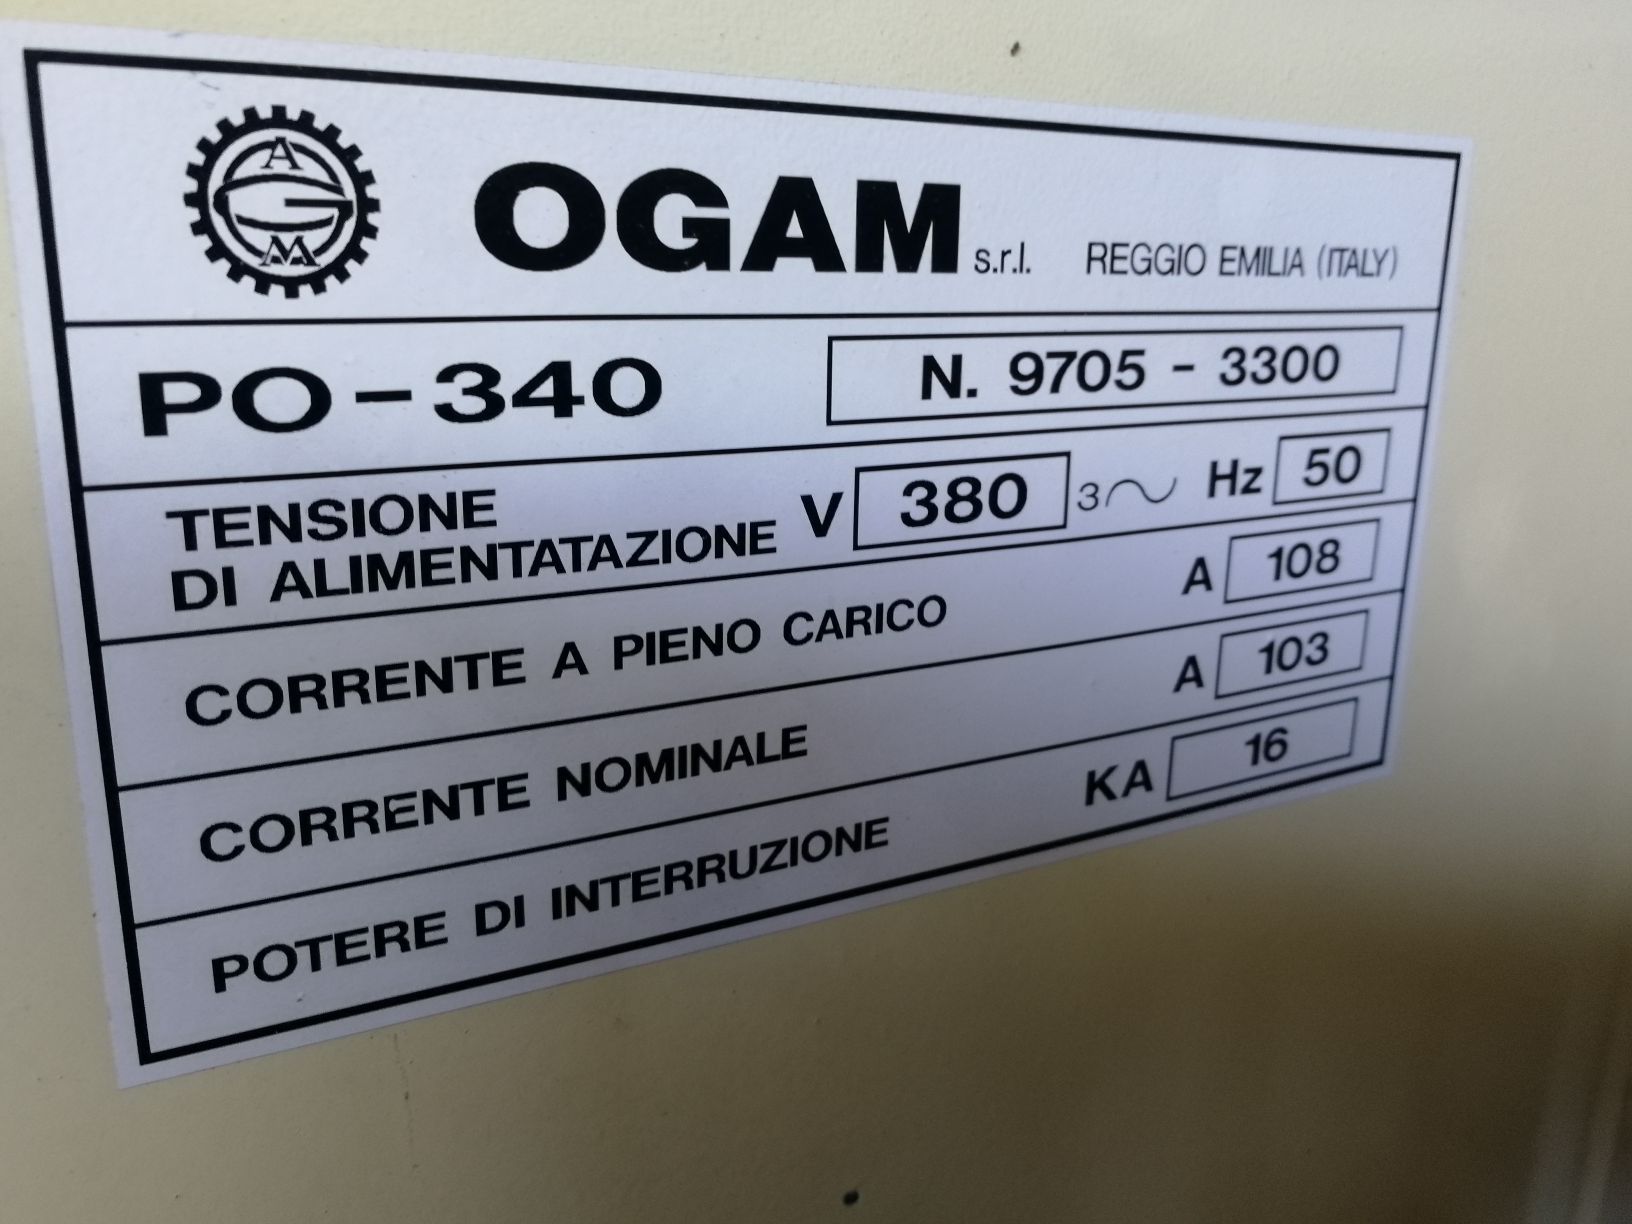 A
G
M
OGAM s.r.l. REGGIO EMILIA (ITALY)
PO-340 N. 9705 - 3300
TENSIONE
DI ALIMENTATAZIONE V 380 3~ Hz 50
CORRENTE A PIENO CARICO A 108
CORRENTE NOMINALE A 103
POTERE DI INTERRUZIONE KA 16